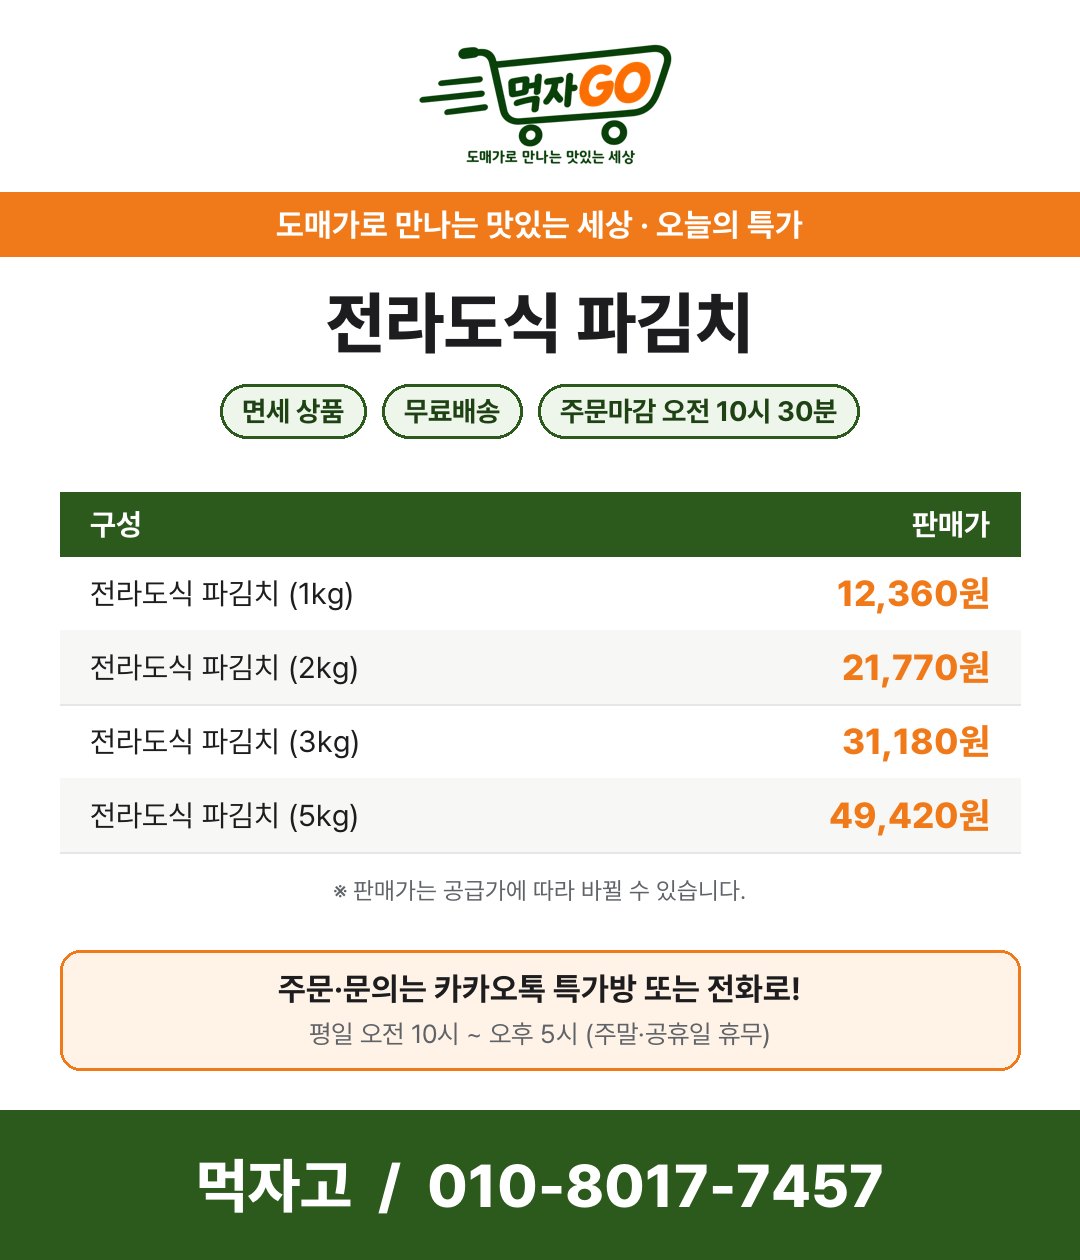 먹자GO
도매가로 만나는 맛있는 세상
도매가로 만나는 맛있는 세상 · 오늘의 특가
전라도식 파김치
면세 상품 무료배송 주문마감 오전 10시 30분
구성 판매가
전라도식 파김치 (1kg) 12,360원
전라도식 파김치 (2kg) 21,770원
전라도식 파김치 (3kg) 31,180원
전라도식 파김치 (5kg) 49,420원
※ 판매가는 공급가에 따라 바뀔 수 있습니다.
주문·문의는 카카오톡 특가방 또는 전화로!
평일 오전 10시 ~ 오후 5시 (주말·공휴일 휴무)
먹자고 / 010-8017-7457